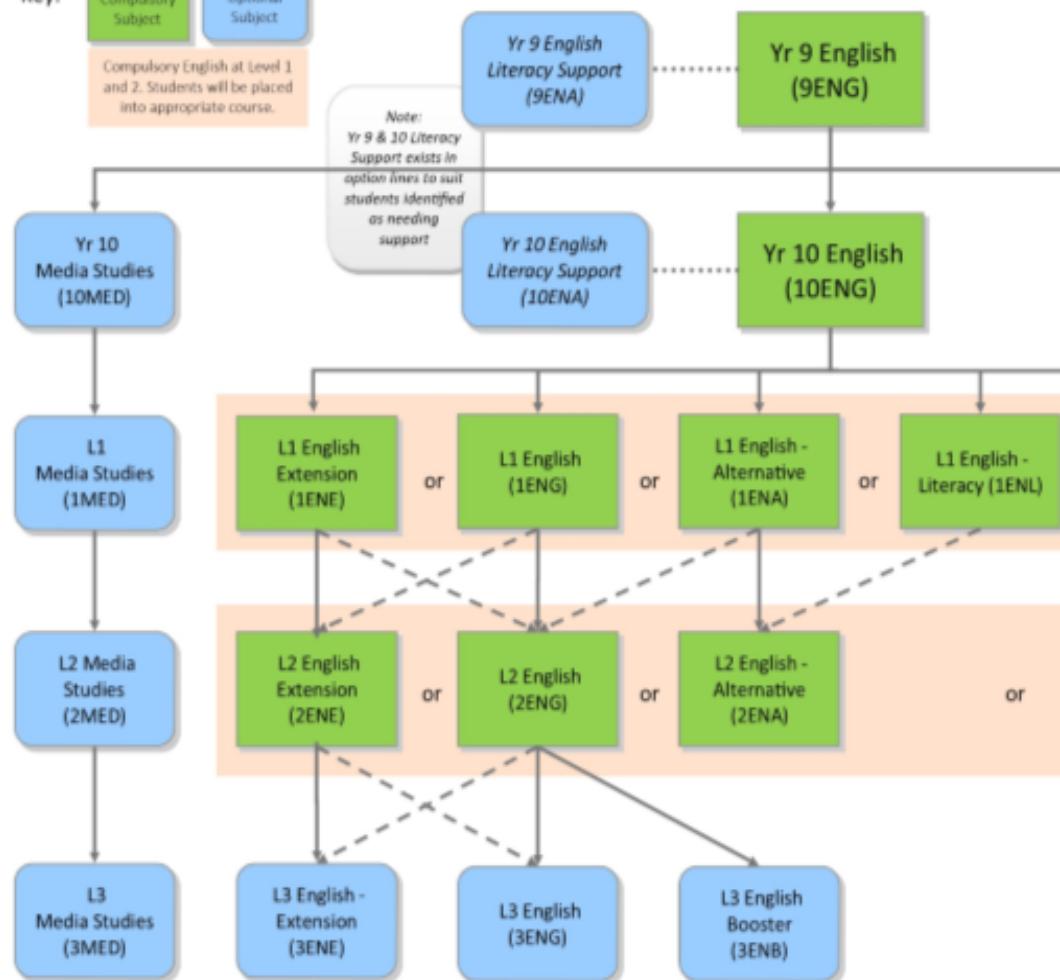 Key:
Compulsory
Subject
Optional
Subject
Compulsory English at Level 1
and 2. Students will be placed
into appropriate course.
Note:
Yr 9 & 10 Literacy
Support exists in
option lines to suit
students identified
as needing
support
Yr 9 English
Literacy Support
(9ENA)
Yr 9 English
(9ENG)
Yr 10
Media Studies
(10MED)
Yr 10 English
Literacy Support
(10ENA)
Yr 10 English
(10ENG)
L1
Media Studies
(1MED)
L1 English
Extension
(1ENE)
or
L1 English
(1ENG)
or
L1 English -
Alternative
(1ENA)
or
L1 English -
Literacy (1ENL)
L2 Media
Studies
(2MED)
L2 English
Extension
(2ENE)
or
L2 English
(2ENG)
or
L2 English -
Alternative
(2ENA)
or
L3
Media Studies
(3MED)
L3 English -
Extension
(3ENE)
L3 English
(3ENG)
L3 English
Booster
(3ENB)